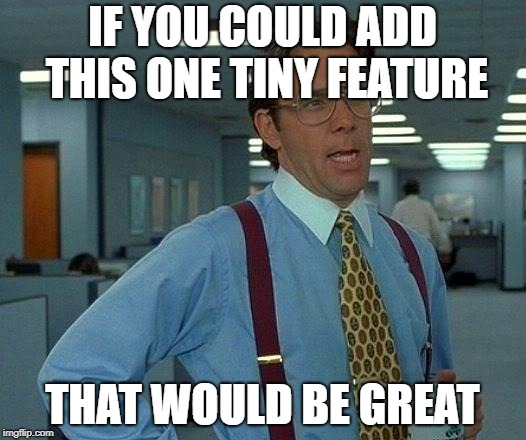 IF YOU COULD ADD
THIS ONE TINY FEATURE
THAT WOULD BE GREAT
imgflip.com